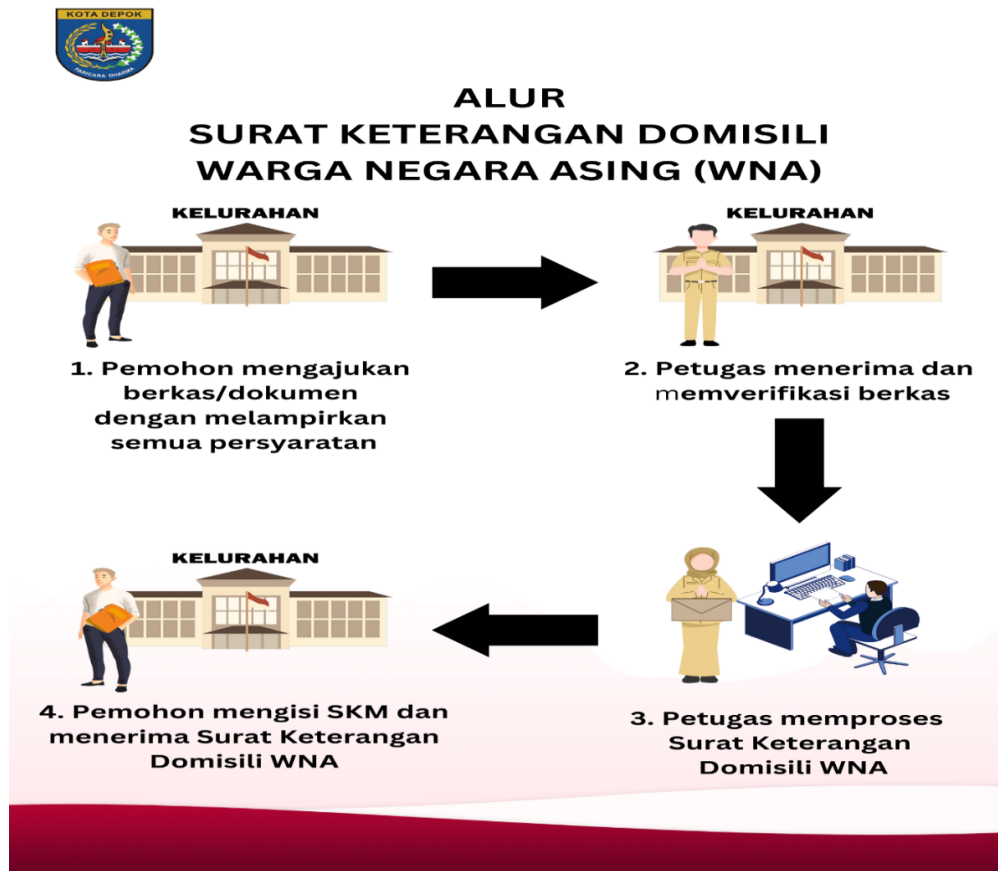 KOTA DEPOK
PARICARA DHARMA
ALUR
SURAT KETERANGAN DOMISILI
WARGA NEGARA ASING (WNA)
KELURAHAN
1. Pemohon mengajukan
berkas/dokumen
dengan melampirkan
semua persyaratan
KELURAHAN
2. Petugas menerima dan
memverifikasi berkas
3. Petugas memproses
Surat Keterangan
Domisili WNA
KELURAHAN
4. Pemohon mengisi SKM dan
menerima Surat Keterangan
Domisili WNA